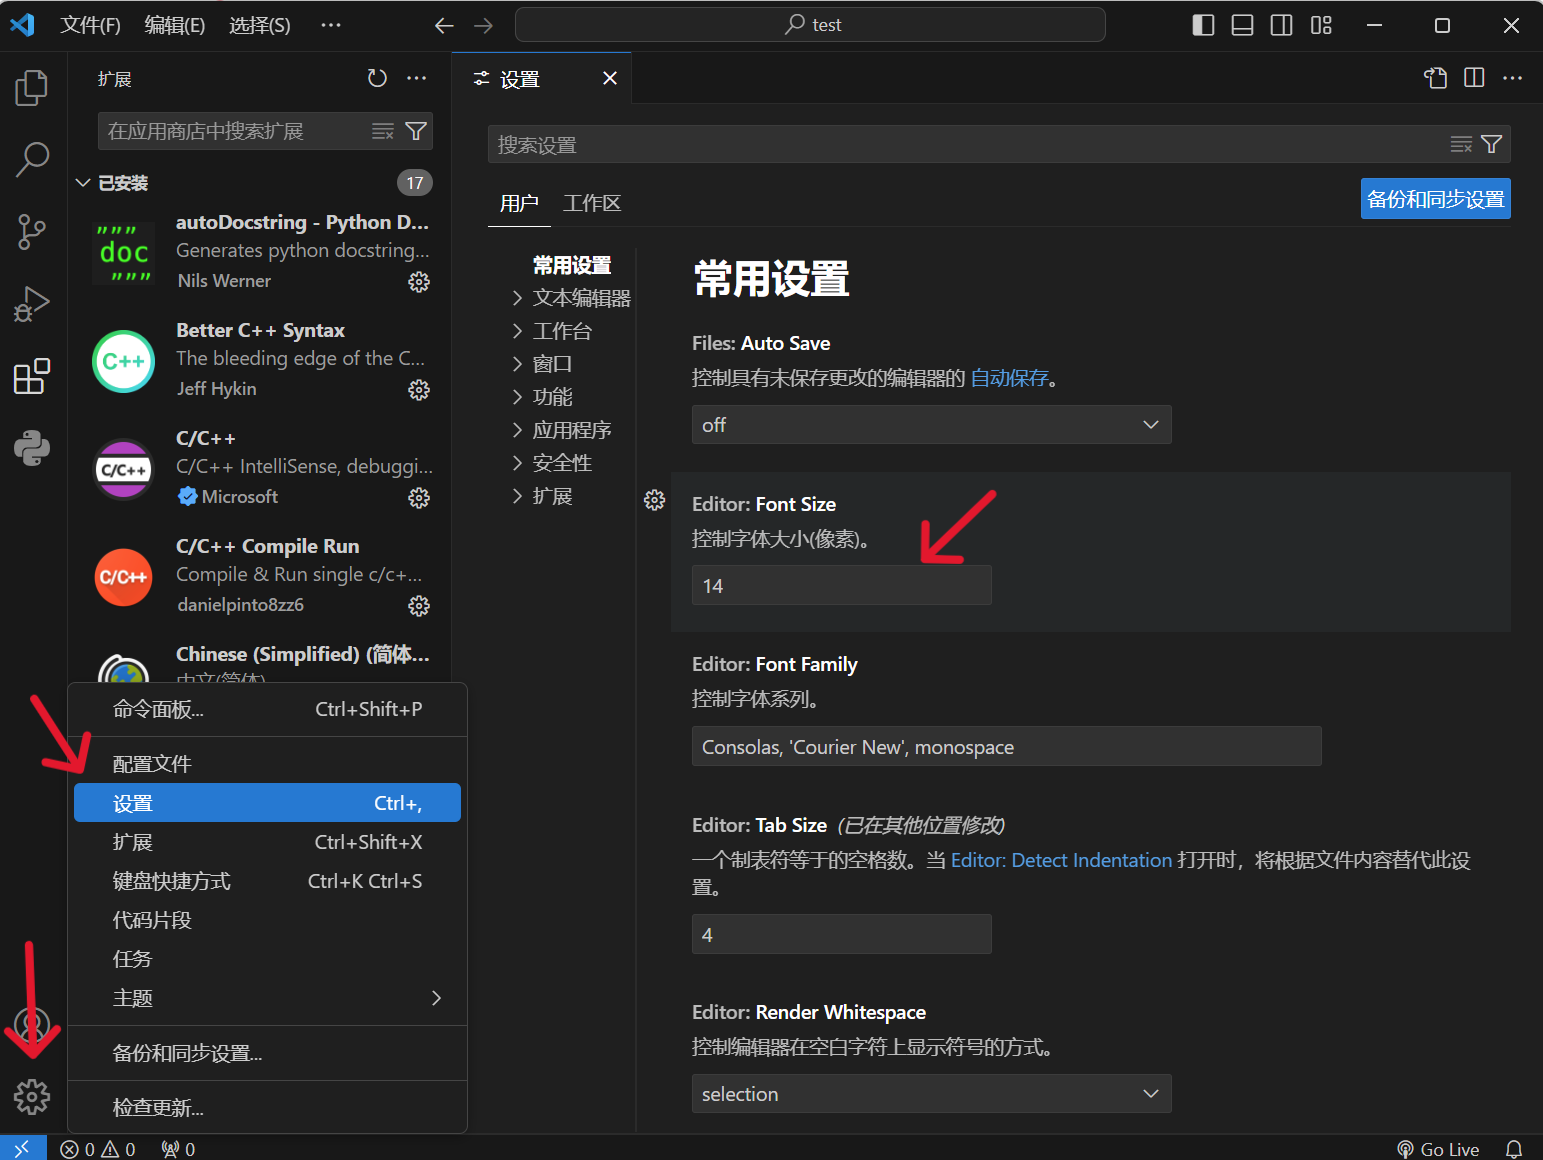 文件(F) 编辑(E) 选择(S) ··· test
扩展 ···
设置
在应用商店中搜索扩展
搜索设置
已安装 17
用户 工作区
备份和同步设置
autoDocstring - Python D...
Generates python docstring...
Nils Werner
"""
doc
"""
Better C++ Syntax
The bleeding edge of the C...
Jeff Hykin
C++
C/C++
C/C++ IntelliSense, debuggi...
Microsoft
C/C++
C/C++ Compile Run
Compile & Run single c/c+...
danielpinto8zz6
C/C++
Chinese (Simplified) (简体...
中文(简体)
命令面板... Ctrl+Shift+P
配置文件
设置 Ctrl+,
扩展 Ctrl+Shift+X
键盘快捷方式 Ctrl+K Ctrl+S
代码片段
任务
主题
备份和同步设置...
检查更新...
常用设置
文本编辑器
工作台
窗口
功能
应用程序
安全性
扩展
常用设置
Files: Auto Save
控制具有未保存更改的编辑器的 自动保存。
off
Editor: Font Size
控制字体大小(像素)。
14
Editor: Font Family
控制字体系列。
Consolas, 'Courier New', monospace
Editor: Tab Size (已在其他位置修改)
一个制表符等于的空格数。当 Editor: Detect Indentation 打开时，将根据文件内容替代此设
置。
4
Editor: Render Whitespace
控制编辑器在空白字符上显示符号的方式。
selection
0 0 0 Go Live